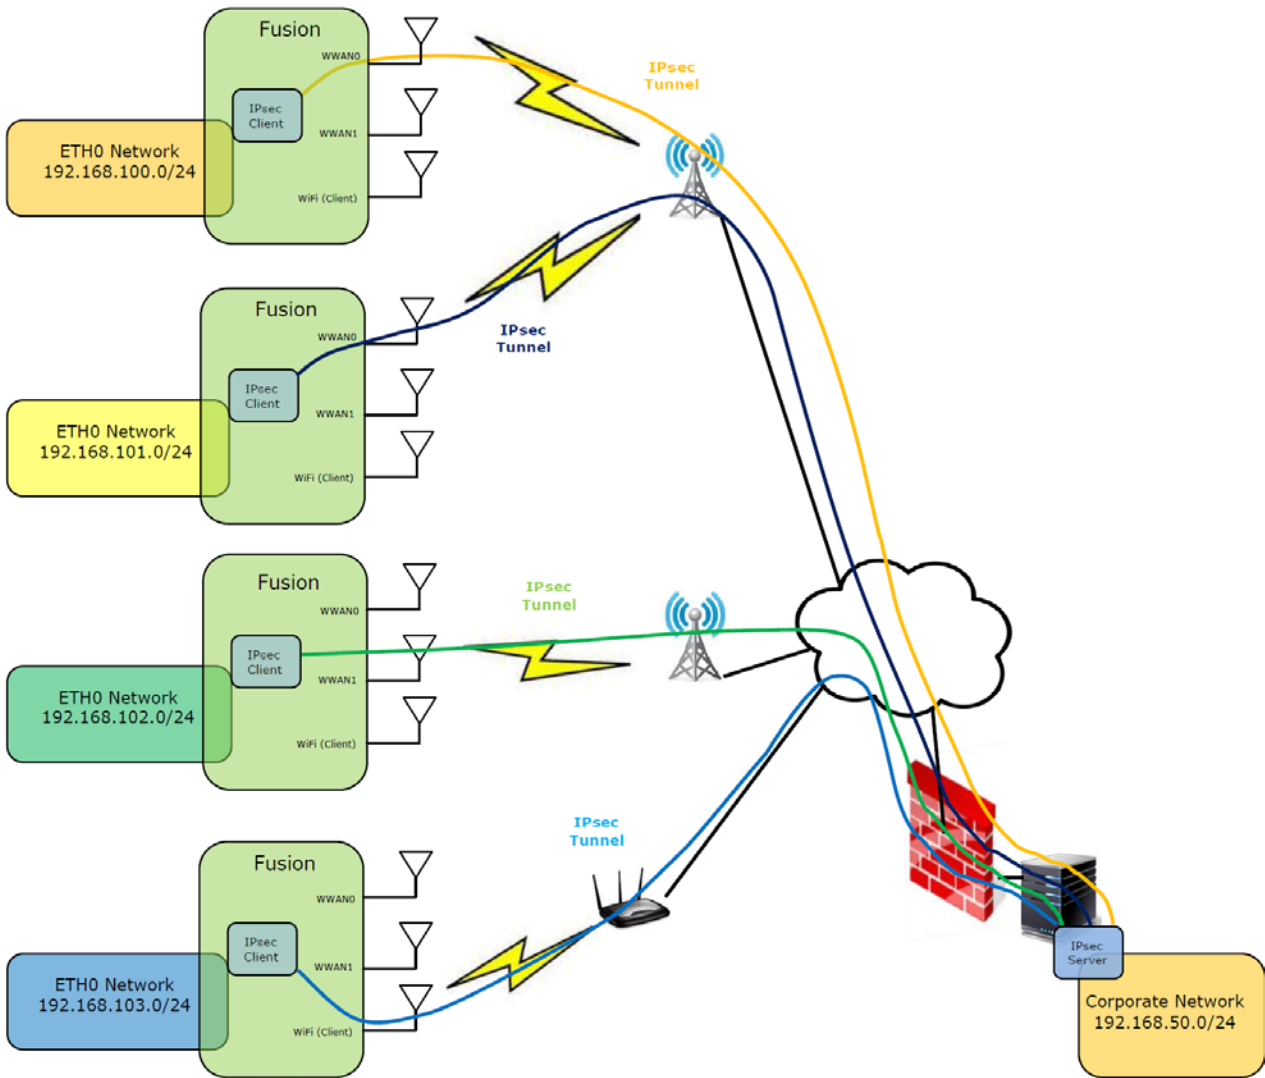 Fusion
WWAN0
IPsec
Client
WWAN1
WiFi (Client)
ETH0 Network
192.168.100.0/24
IPsec
Tunnel
Fusion
WWAN0
IPsec
Client
WWAN1
WiFi (Client)
ETH0 Network
192.168.101.0/24
IPsec
Tunnel
Fusion
WWAN0
IPsec
Client
WWAN1
WiFi (Client)
ETH0 Network
192.168.102.0/24
IPsec
Tunnel
Fusion
WWAN0
IPsec
Client
WWAN1
WiFi (Client)
ETH0 Network
192.168.103.0/24
IPsec
Tunnel
IPsec
Server
Corporate Network
192.168.50.0/24